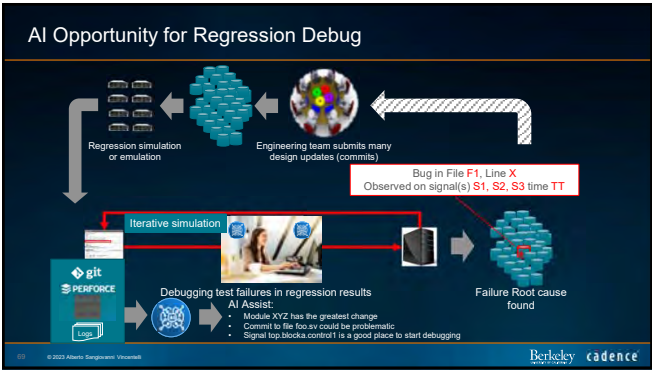 AI Opportunity for Regression Debug
Regression simulation
or emulation
Engineering team submits many
design updates (commits)
Bug in File F1, Line X
Observed on signal(s) S1, S2, S3 time TT
Iterative simulation
git
PERFORCE
Logs
Debugging test failures in regression results
AI Assist:
• Module XYZ has the greatest change
• Commit to file foo.sv could be problematic
• Signal top.blocka.control1 is a good place to start debugging
Failure Root cause
found
69
© 2023 Alberto Sangiovanni Vincentelli
Berkeley
cadence